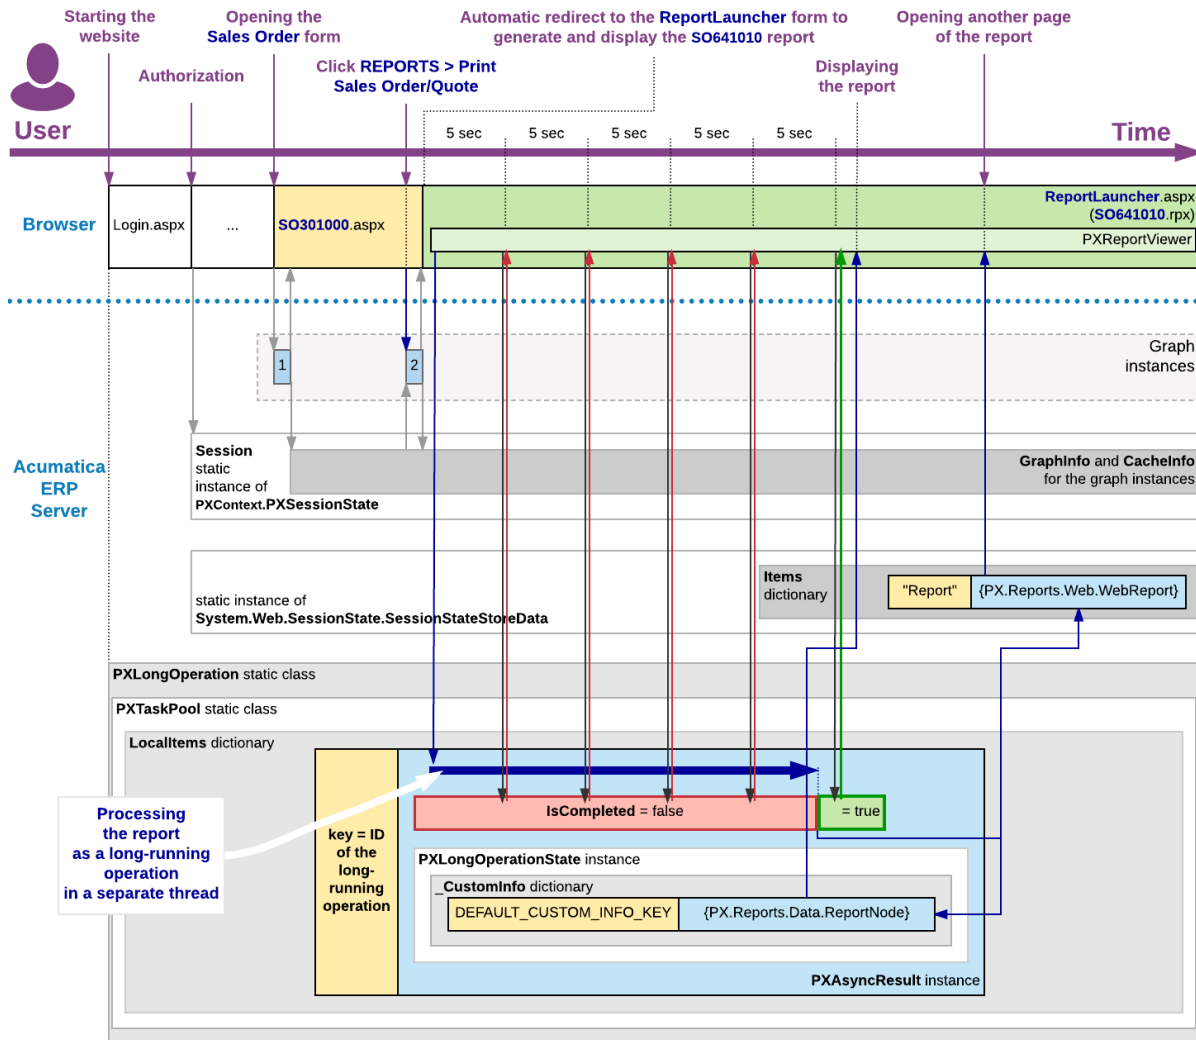 Starting the
website
Opening the
Sales Order form
Automatic redirect to the ReportLauncher form to
generate and display the SO641010 report
Opening another page
of the report
Authorization
Click REPORTS > Print
Sales Order/Quote
Displaying
the report
User
5 sec
5 sec
5 sec
5 sec
5 sec
Time
Browser
Login.aspx
...
SO301000.aspx
ReportLauncher.aspx
(SO641010.rpx)
PXReportViewer
Graph
instances
1
2
Acumatica
ERP
Server
Session
static
instance of
PXContext.PXSessionState
GraphInfo and CacheInfo
for the graph instances
static instance of
System.Web.SessionState.SessionStateStoreData
Items
dictionary
"Report"
{PX.Reports.Web.WebReport}
PXLongOperation static class
PXTaskPool static class
LocalItems dictionary
Processing
the report
as a long-running
operation
in a separate thread
key = ID
of the
long-
running
operation
IsCompleted = false
= true
PXLongOperationState instance
_CustomInfo dictionary
DEFAULT_CUSTOM_INFO_KEY
{PX.Reports.Data.ReportNode}
PXAsyncResult instance